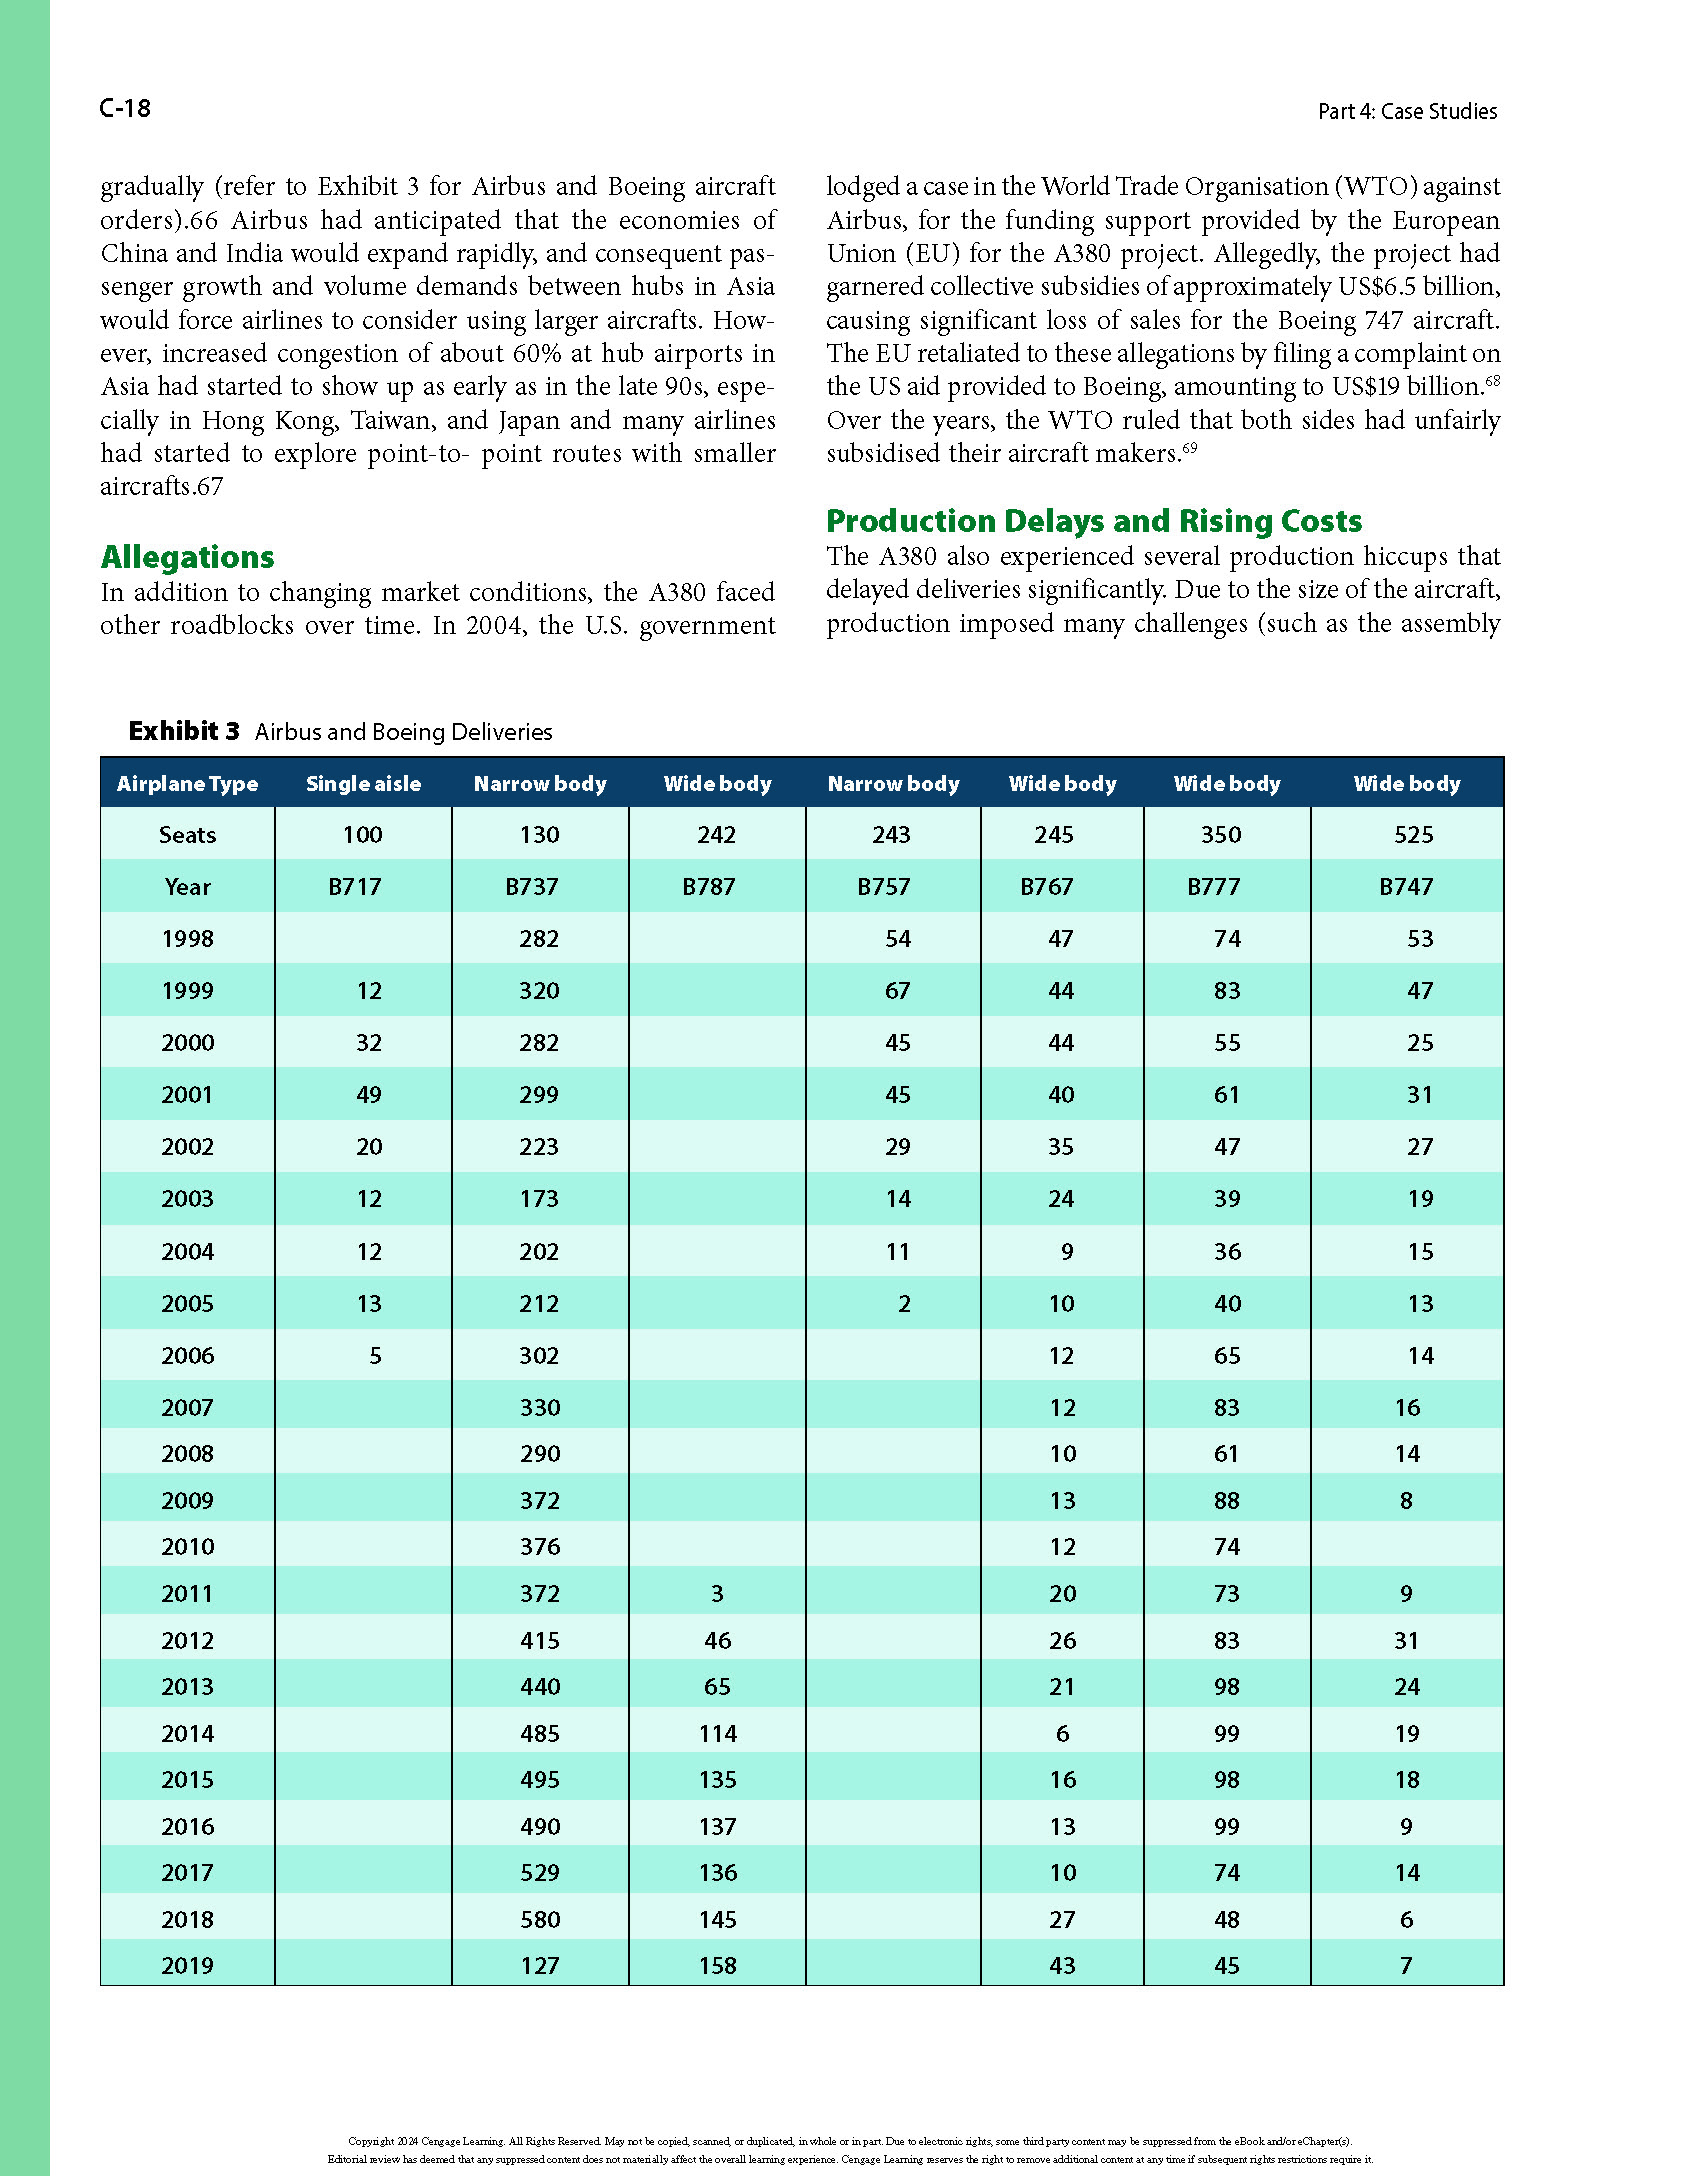 C-18
Part 4: Case Studies
gradually (refer to Exhibit 3 for Airbus and Boeing aircraft
orders).66 Airbus had anticipated that the economies of
China and India would expand rapidly, and consequent pas-
senger growth and volume demands between hubs in Asia
would force airlines to consider using larger aircrafts. How-
ever, increased congestion of about 60% at hub airports in
Asia had started to show up as early as in the late 90s, espe-
cially in Hong Kong, Taiwan, and Japan and many airlines
had started to explore point-to- point routes with smaller
aircrafts.67
Allegations
In addition to changing market conditions, the A380 faced
other roadblocks over time. In 2004, the U.S. government
lodged a case in the World Trade Organisation (WTO) against
Airbus, for the funding support provided by the European
Union (EU) for the A380 project. Allegedly, the project had
garnered collective subsidies of approximately US$6.5 billion,
causing significant loss of sales for the Boeing 747 aircraft.
The EU retaliated to these allegations by filing a complaint on
the US aid provided to Boeing, amounting to US$19 billion.68
Over the years, the WTO ruled that both sides had unfairly
subsidised their aircraft makers.69
Production Delays and Rising Costs
The A380 also experienced several production hiccups that
delayed deliveries significantly. Due to the size of the aircraft,
production imposed many challenges (such as the assembly
Exhibit 3 Airbus and Boeing Deliveries
Airplane Type Single aisle Narrow body Wide body Narrow body Wide body Wide body Wide body
Seats 100 130 242 243 245 350 525
Year B717 B737 B787 B757 B767 B777 B747
1998 282 54 47 74 53
1999 12 320 67 44 83 47
2000 32 282 45 44 55 25
2001 49 299 45 40 61 31
2002 20 223 29 35 47 27
2003 12 173 14 24 39 19
2004 12 202 11 9 36 15
2005 13 212 2 10 40 13
2006 5 302 12 65 14
2007 330 12 83 16
2008 290 10 61 14
2009 372 13 88 8
2010 376 12 74
2011 372 3 20 73 9
2012 415 46 26 83 31
2013 440 65 21 98 24
2014 485 114 6 99 19
2015 495 135 16 98 18
2016 490 137 13 99 9
2017 529 136 10 74 14
2018 580 145 27 48 6
2019 127 158 43 45 7
Copyright 2024 Cengage Learning. All Rights Reserved. May not be copied, scanned, or duplicated, in whole or in part. Due to electronic rights, some third party content may be suppressed from the eBook and/or eChapter(s).
Editorial review has deemed that any suppressed content does not materially affect the overall learning experience. Cengage Learning reserves the right to remove additional content at any time if subsequent rights restrictions require it.